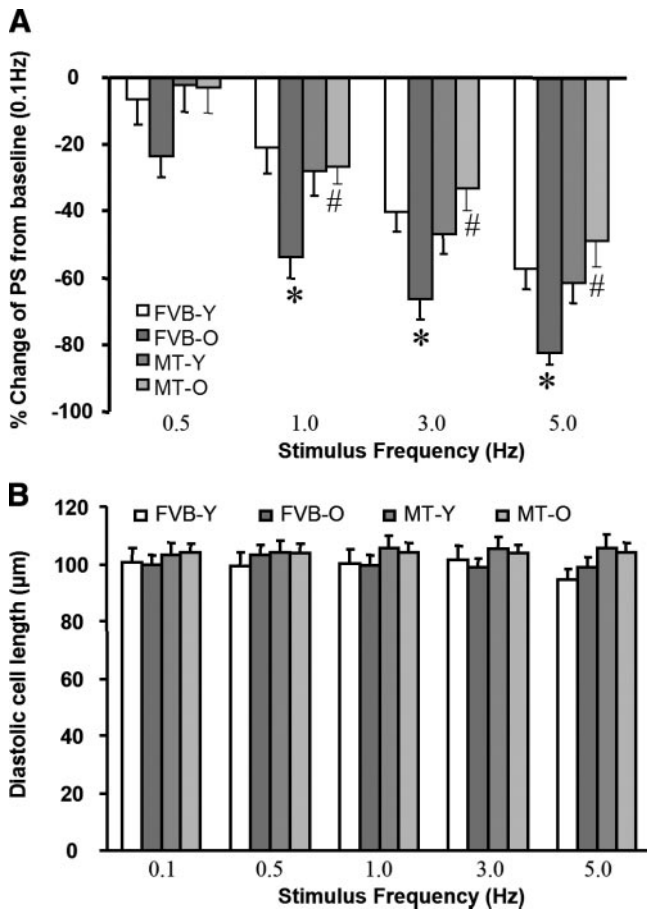 A
% Change of PS from baseline (0.1Hz)
0
-20
-40
-60
-80
-100
#
#
#
*
*
*
FVB-Y
FVB-O
MT-Y
MT-O
0.5 1.0 3.0 5.0
Stimulus Frequency (Hz)
B
Diastolic cell length (μm)
120
100
80
60
40
20
0
FVB-Y FVB-O MT-Y MT-O
0.1 0.5 1.0 3.0 5.0
Stimulus Frequency (Hz)